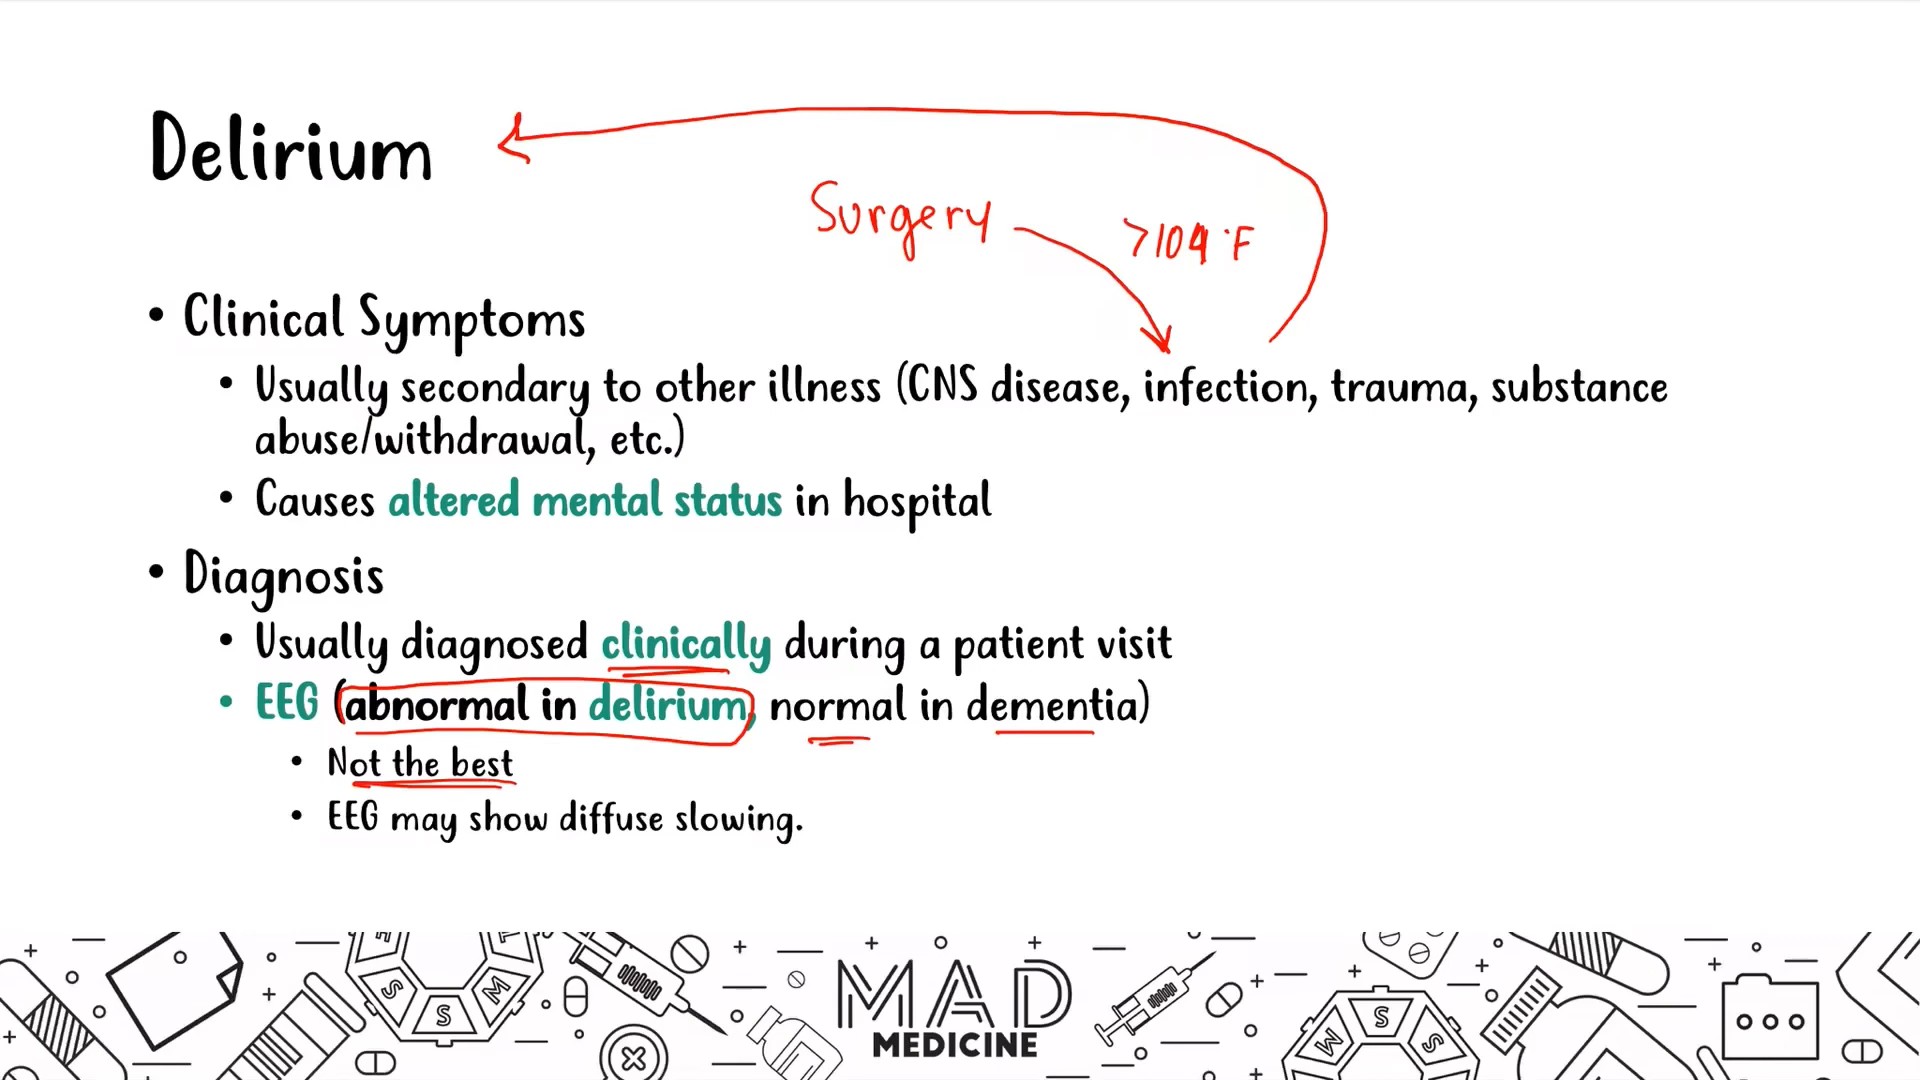 Delirium
Surgery
>104°F
• Clinical Symptoms
• Usually secondary to other illness (CNS disease, infection, trauma, substance
abuse/withdrawal, etc.)
• Causes altered mental status in hospital
• Diagnosis
• Usually diagnosed clinically during a patient visit
• EEG (abnormal in delirium, normal in dementia)
• Not the best
• EEG may show diffuse slowing.
S S M
MAD
MEDICINE
M S S